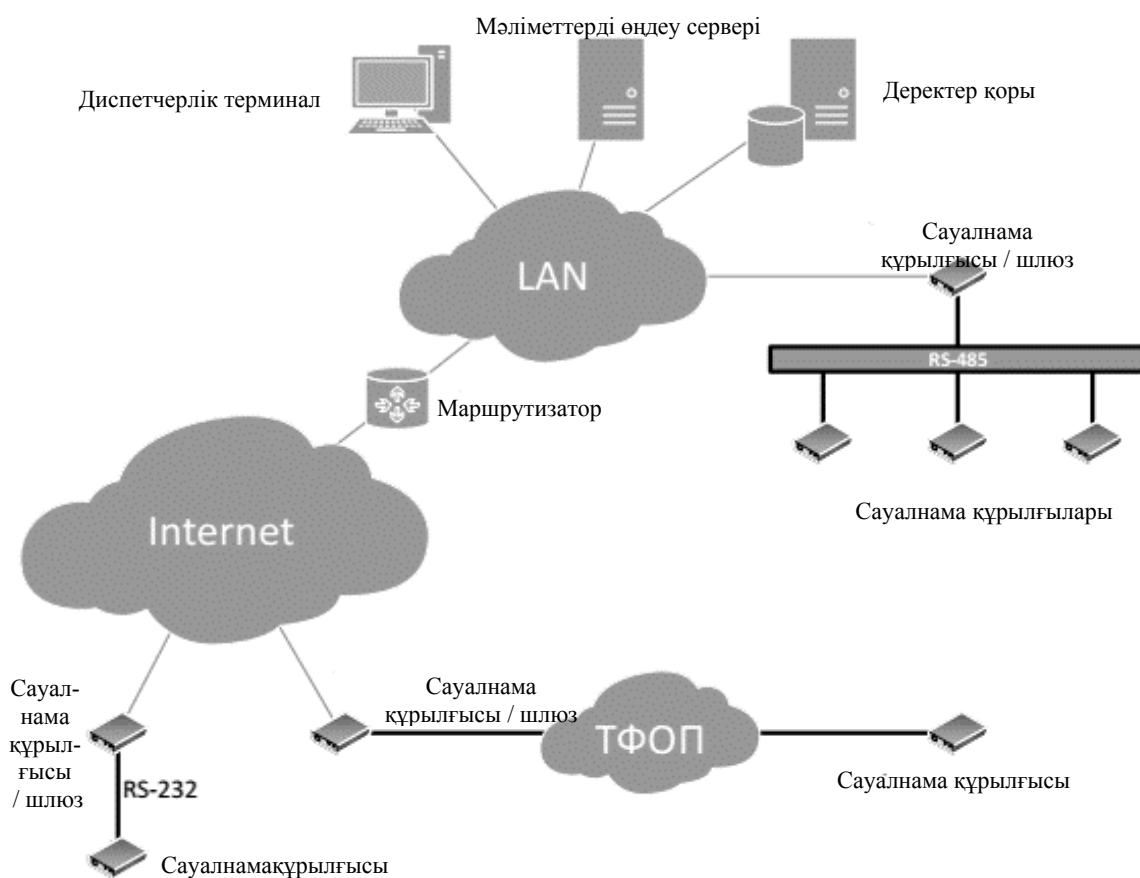 Мәліметтерді өңдеу сервері
Диспетчерлік терминал
Деректер қоры
Сауалнама
құрылғысы / шлюз
LAN
RS-485
Маршрутизатор
Сауалнама құрылғылары
Internet
Сауал-
нама
құрыл-
ғысы
/ шлюз
Сауалнама
құрылғысы / шлюз
ТФОП
Сауалнама құрылғысы
RS-232
Сауалнамақұрылғысы